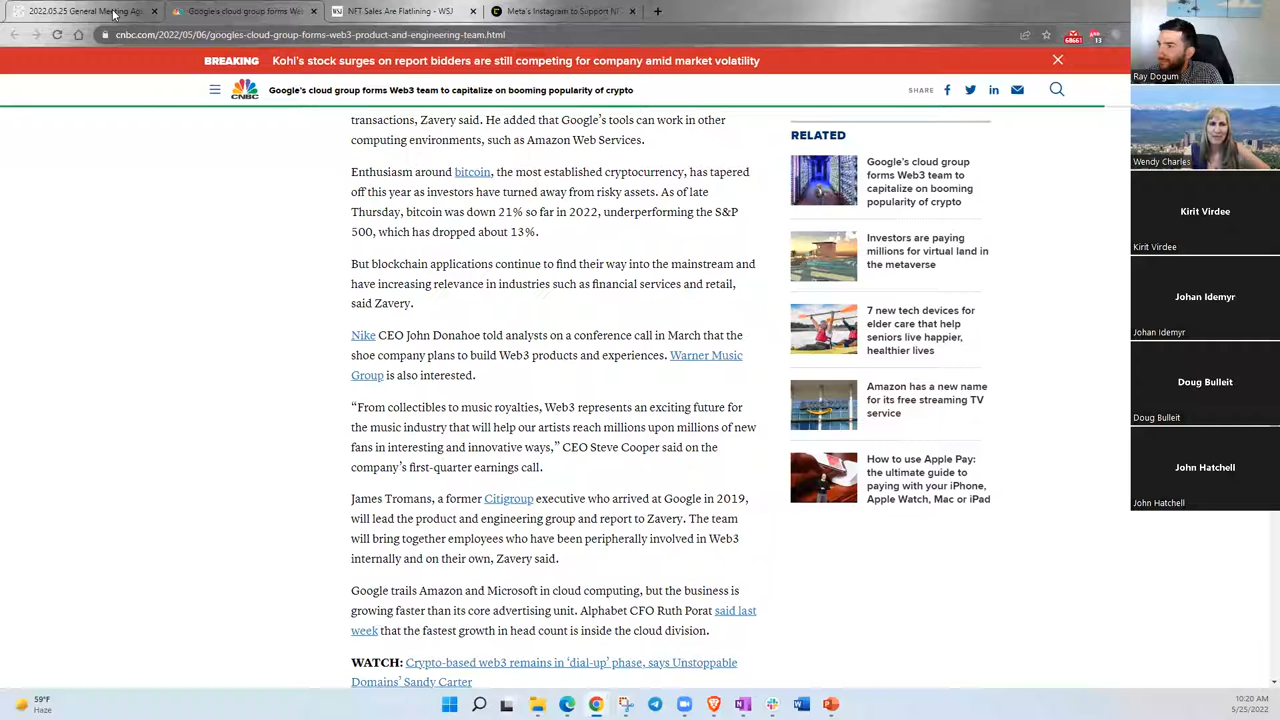 2022.05.25 General Meeting Ag
Google's cloud group forms Web
NFT Sales Are Flatlining - WSJ
Meta's Instagram to Support NF
cnbc.com/2022/05/06/googles-cloud-group-forms-web3-product-and-engineering-team.html
68661
13
BREAKING Kohl's stock surges on report bidders are still competing for company amid market volatility
CNBC
Google's cloud group forms Web3 team to capitalize on booming popularity of crypto
SHARE
transactions, Zavery said. He added that Google's tools can work in other
computing environments, such as Amazon Web Services.
Enthusiasm around bitcoin, the most established cryptocurrency, has tapered
off this year as investors have turned away from risky assets. As of late
Thursday, bitcoin was down 21% so far in 2022, underperforming the S&P
500, which has dropped about 13%.
But blockchain applications continue to find their way into the mainstream and
have increasing relevance in industries such as financial services and retail,
said Zavery.
Nike CEO John Donahoe told analysts on a conference call in March that the
shoe company plans to build Web3 products and experiences. Warner Music
Group is also interested.
“From collectibles to music royalties, Web3 represents an exciting future for
the music industry that will help our artists reach millions upon millions of new
fans in interesting and innovative ways,” CEO Steve Cooper said on the
company's first-quarter earnings call.
James Tromans, a former Citigroup executive who arrived at Google in 2019,
will lead the product and engineering group and report to Zavery. The team
will bring together employees who have been peripherally involved in Web3
internally and on their own, Zavery said.
Google trails Amazon and Microsoft in cloud computing, but the business is
growing faster than its core advertising unit. Alphabet CFO Ruth Porat said last
week that the fastest growth in head count is inside the cloud division.
WATCH: Crypto-based web3 remains in ‘dial-up’ phase, says Unstoppable
Domains’ Sandy Carter
RELATED
Google's cloud group
forms Web3 team to
capitalize on booming
popularity of crypto
Investors are paying
millions for virtual land in
the metaverse
7 new tech devices for
elder care that help
seniors live happier,
healthier lives
Amazon has a new name
for its free streaming TV
service
How to use Apple Pay:
the ultimate guide to
paying with your iPhone,
Apple Watch, Mac or iPad
Ray Dogum
Wendy Charles
Kirit Virdee
Kirit Virdee
Johan Idemyr
Johan Idemyr
Doug Bulleit
Doug Bulleit
John Hatchell
John Hatchell
59°F
Haze
10:20 AM
5/25/2022